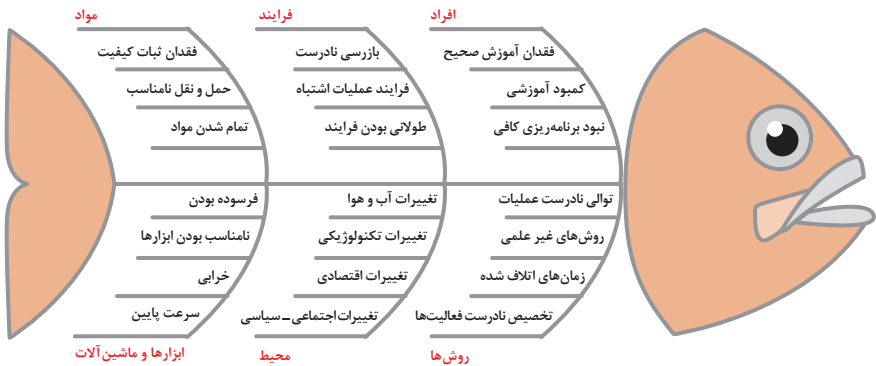 افراد
فقدان آموزش صحیح
کمبود آموزشی
نبود برنامه‌ریزی کافی
فرایند
بازرسی نادرست
فرایند عملیات اشتباه
طولانی بودن فرایند
مواد
فقدان ثبات کیفیت
حمل و نقل نامناسب
تمام شدن مواد
توالی نادرست عملیات
روش‌های غیر علمی
زمان‌های اتلاف شده
تخصیص نادرست فعالیت‌ها
روش‌ها
تغییرات آب و هوا
تغییرات تکنولوژیکی
تغییرات اقتصادی
تغییرات اجتماعی ـ سیاسی
محیط
فرسوده بودن
نامناسب بودن ابزارها
خرابی
سرعت پایین
ابزارها و ماشین آلات